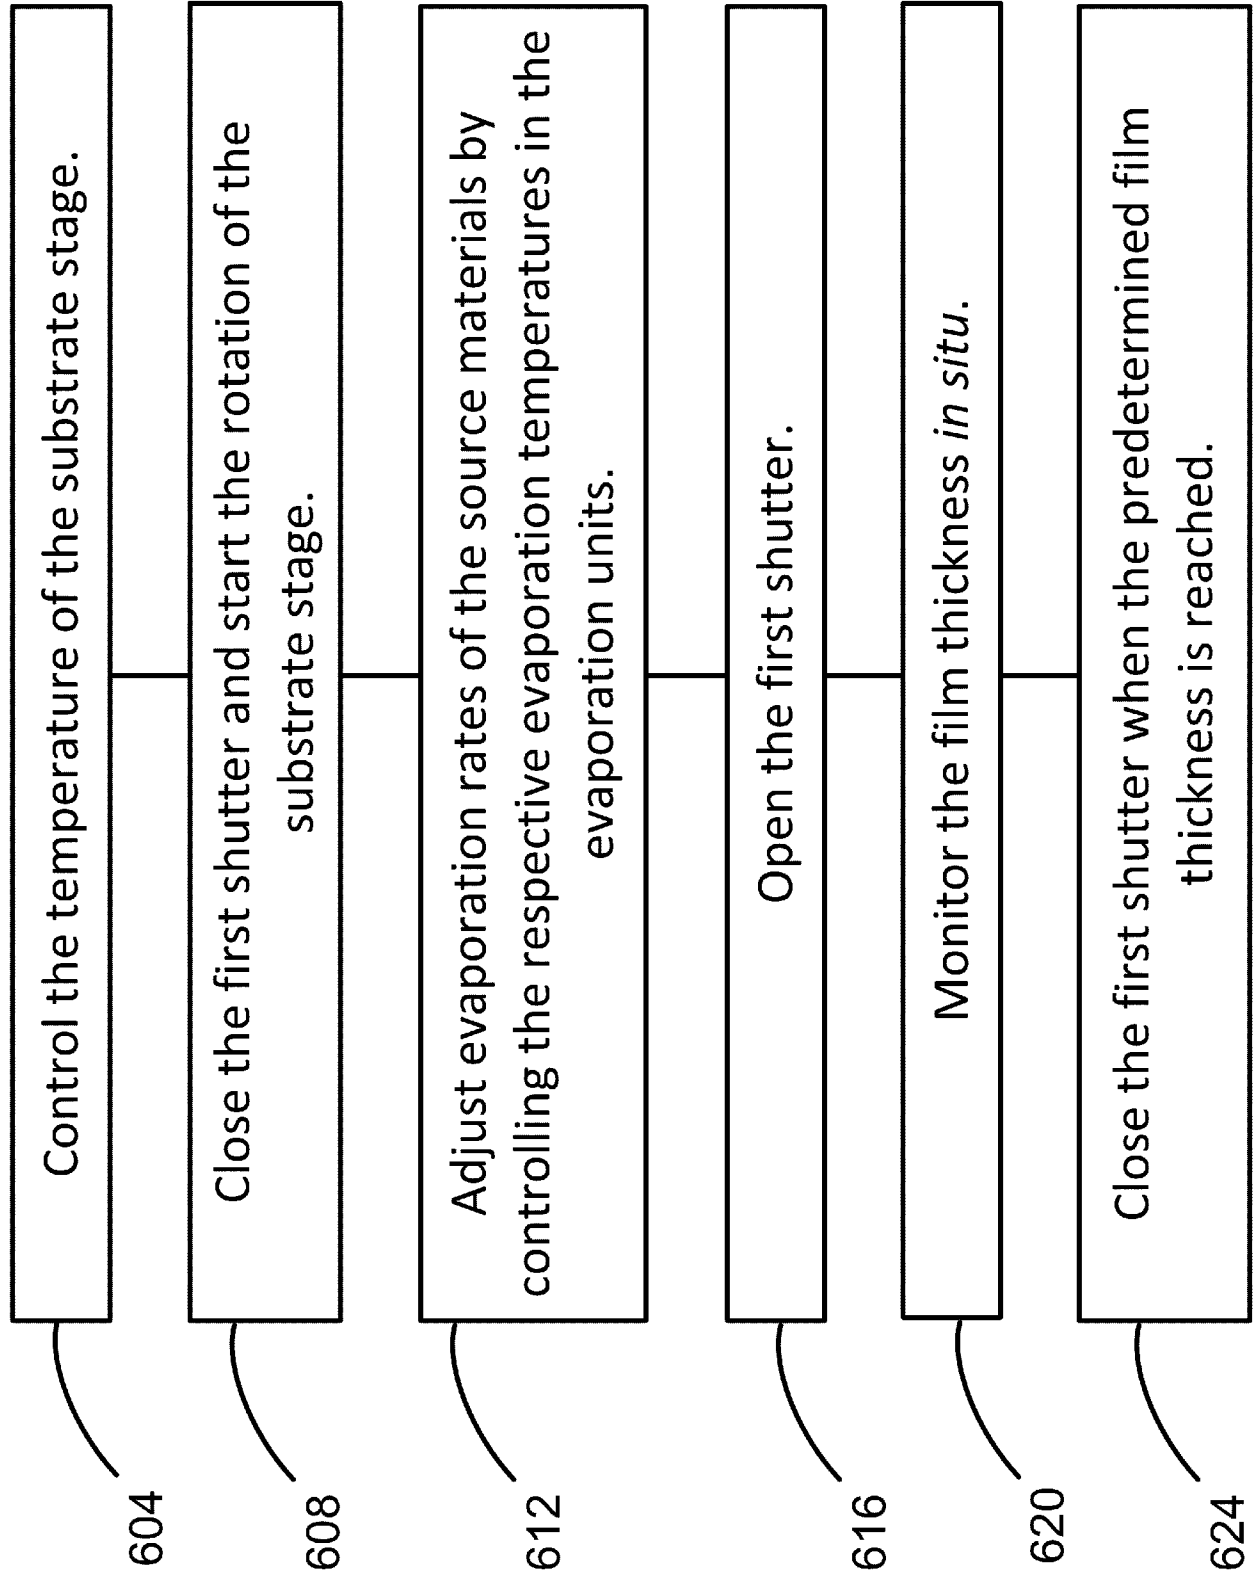 604
Control the temperature of the substrate stage.
608
Close the first shutter and start the rotation of the
substrate stage.
612
Adjust evaporation rates of the source materials by
controlling the respective evaporation temperatures in the
evaporation units.
616
Open the first shutter.
620
Monitor the film thickness in situ.
624
Close the first shutter when the predetermined film
thickness is reached.